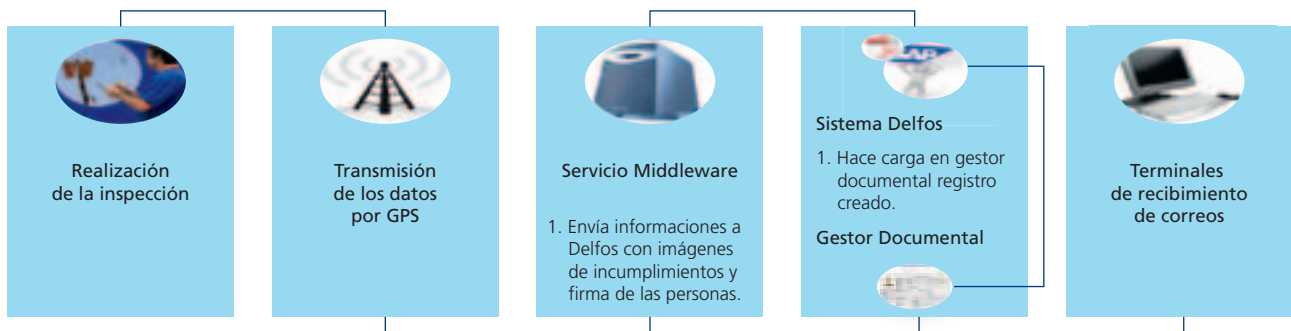 Realización
de la inspección
Transmisión
de los datos
por GPS
Servicio Middleware
1. Envía informaciones a
Delfos con imágenes
de incumplimientos y
firma de las personas.
Sistema Delfos
1. Hace carga en gestor
documental registro
creado.
Gestor Documental
Terminales
de recibimiento
de correos